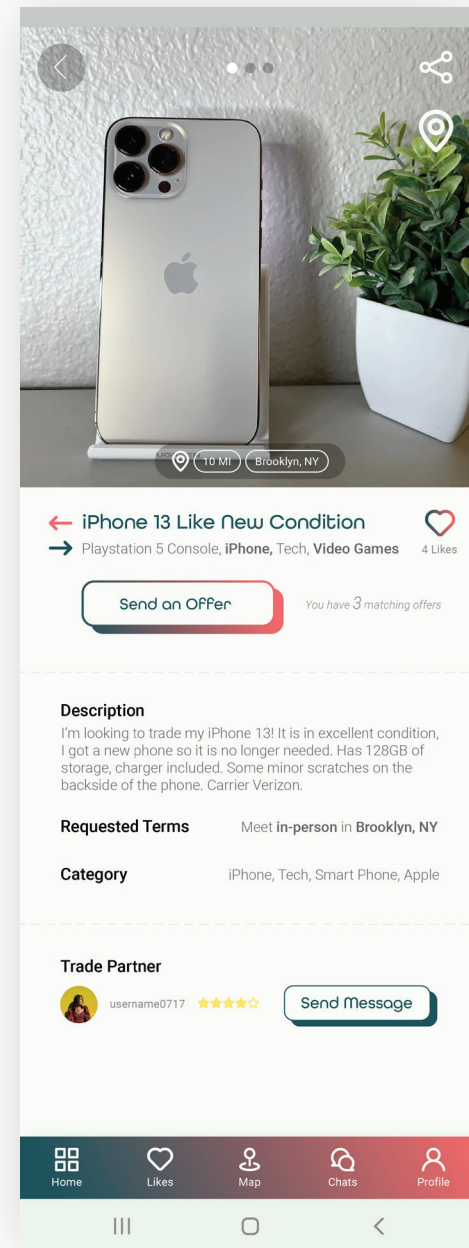 10 MI Brooklyn, NY
iPhone 13 Like New Condition
Playstation 5 Console, iPhone, Tech, Video Games
4 Likes
Send an Offer
You have 3 matching offers
Description
I'm looking to trade my iPhone 13! It is in excellent condition,
I got a new phone so it is no longer needed. Has 128GB of
storage, charger included. Some minor scratches on the
backside of the phone. Carrier Verizon.
Requested Terms Meet in-person in Brooklyn, NY
Category iPhone, Tech, Smart Phone, Apple
Trade Partner
username0717 Send Message
Home Likes Map Chats Profile